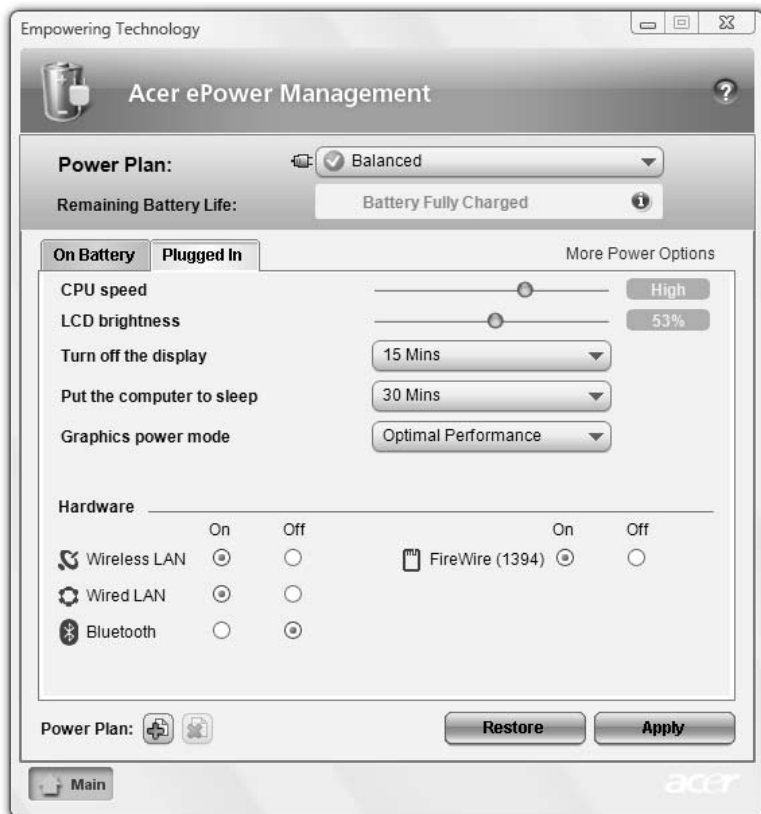 Empowering Technology
Acer ePower Management
?
Power Plan: Balanced
Remaining Battery Life: Battery Fully Charged
On Battery Plugged In More Power Options
CPU speed High
LCD brightness 53%
Turn off the display 15 Mins
Put the computer to sleep 30 Mins
Graphics power mode Optimal Performance
Hardware
On Off On Off
Wireless LAN FireWire (1394)
Wired LAN
Bluetooth
Power Plan: Restore Apply
Main acer